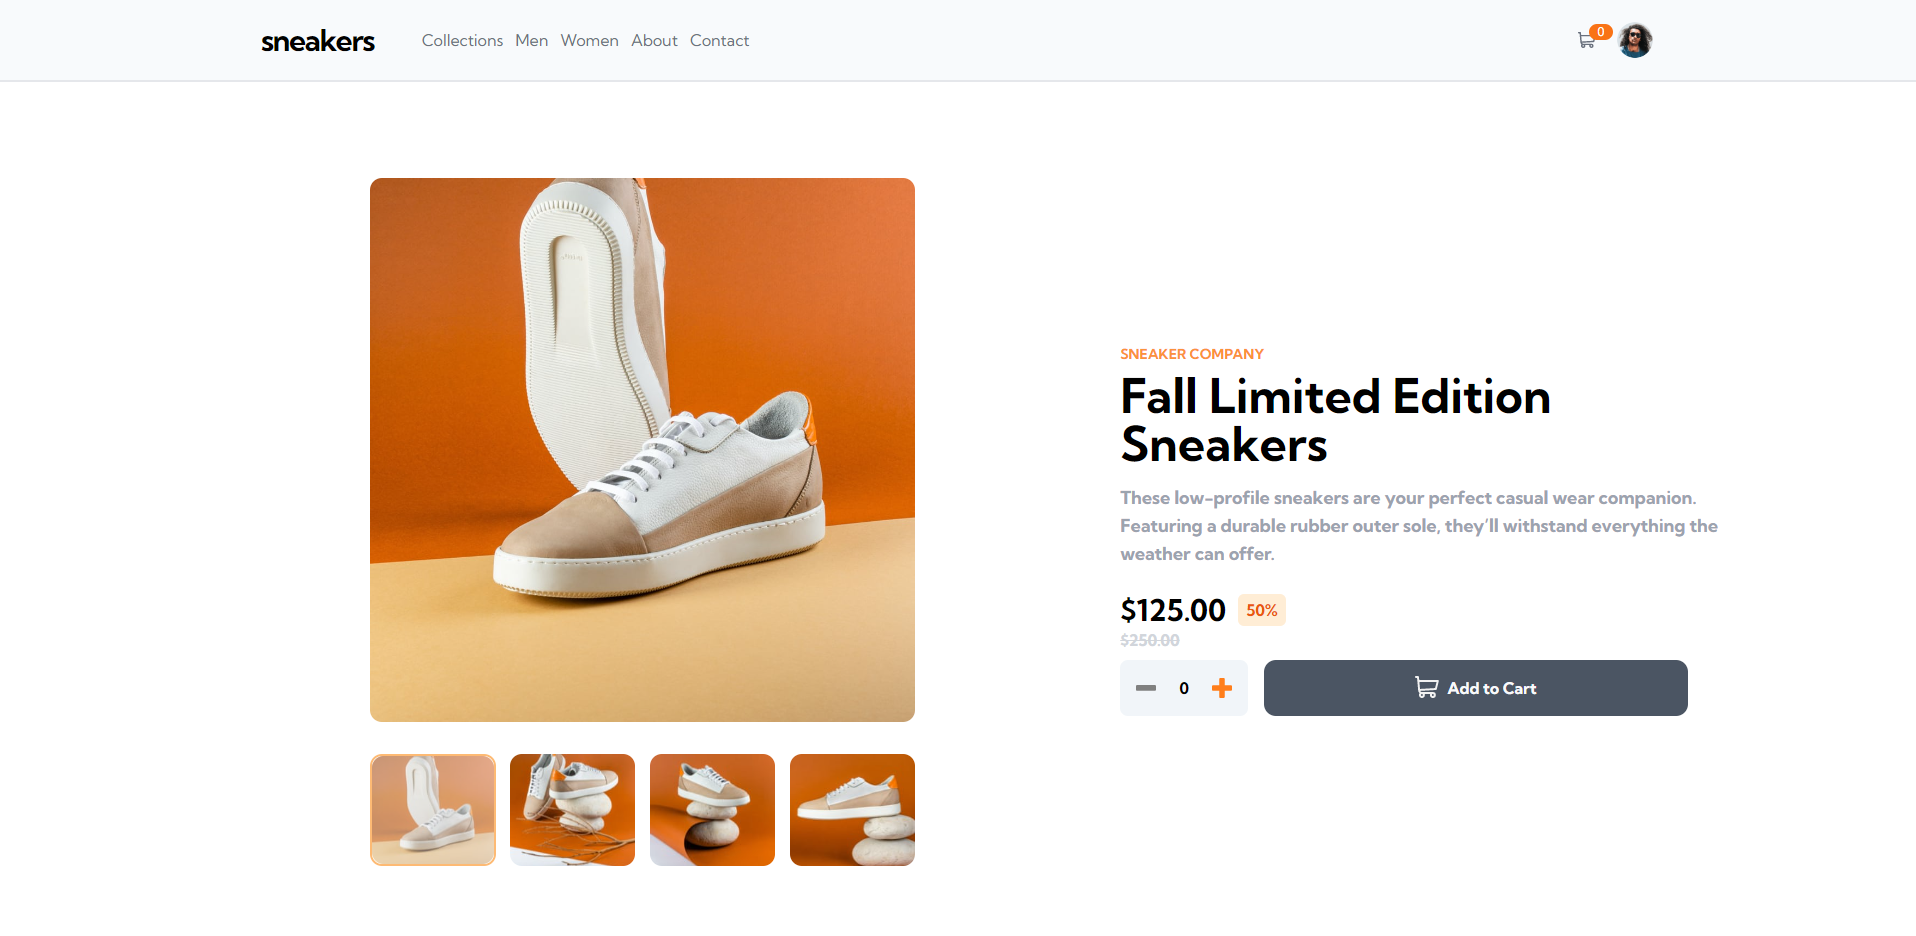 sneakers
Collections Men Women About Contact
0
SNEAKER COMPANY
Fall Limited Edition
Sneakers
These low-profile sneakers are your perfect casual wear companion.
Featuring a durable rubber outer sole, they’ll withstand everything the
weather can offer.
$125.00 50%
$250.00
0
Add to Cart